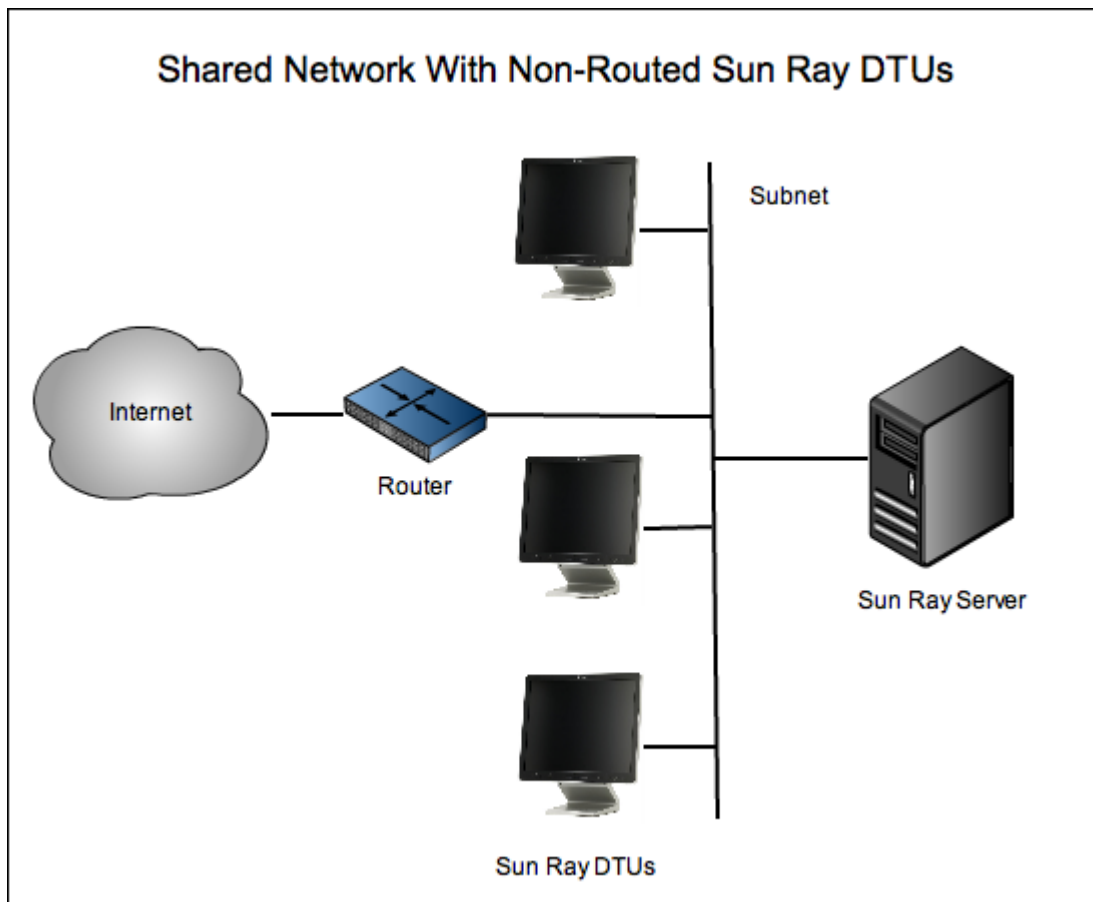 Shared Network With Non-Routed Sun Ray DTUs
Subnet
Internet
Router
Sun Ray Server
Sun Ray DTUs